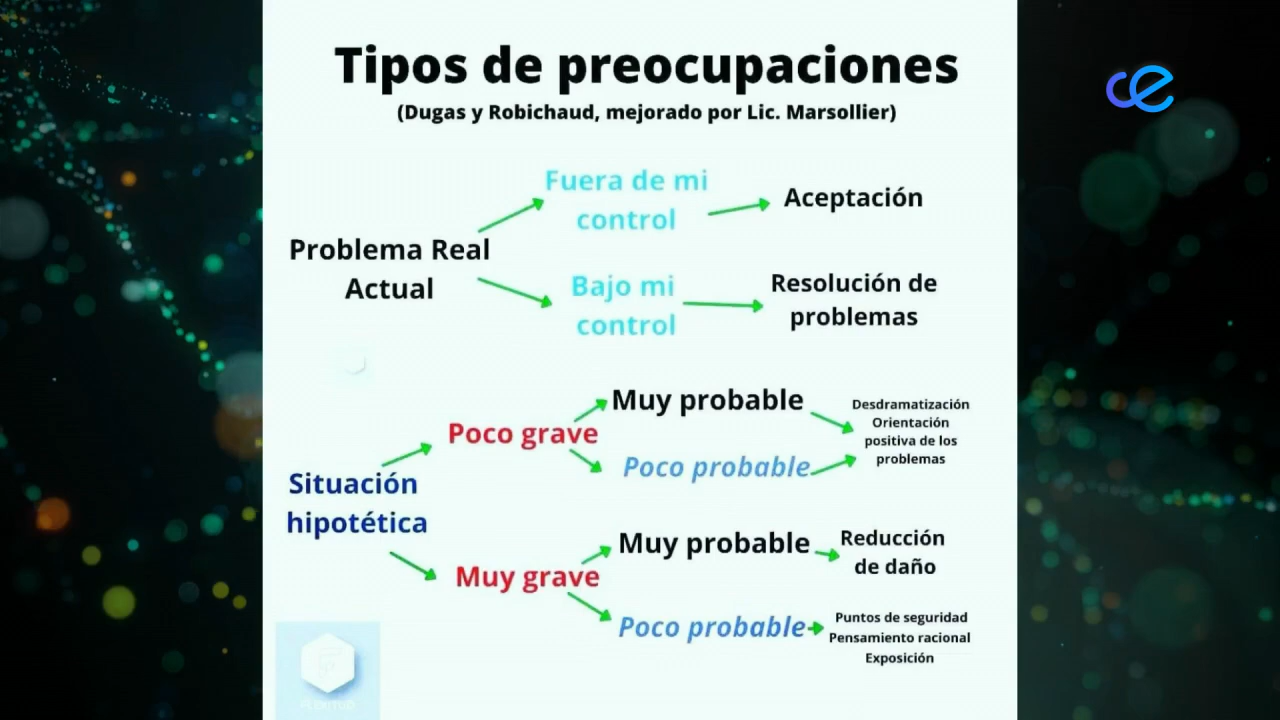 Tipos de preocupaciones
(Dugas y Robichaud, mejorado por Lic. Marsollier)
Problema Real
Actual
Fuera de mi
control
Aceptación
Bajo mi
control
Resolución de
problemas
Situación
hipotética
Poco grave
Muy probable
Poco probable
Desdramatización
Orientación
positiva de los
problemas
Muy grave
Muy probable
Reducción
de daño
Poco probable
Puntos de seguridad
Pensamiento racional
Exposición
ce